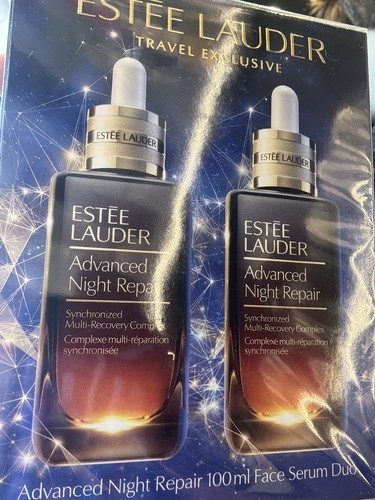 ESTÉE LAUDER
TRAVEL EXCLUSIVE
ESTĒE LAUDER
ESTĒE
LAUDER
Advanced
Night Repair
Synchronized
Multi-Recovery Complex
Complexe multi-réparation
synchronisée
ESTĒE LAUDER
ESTĒE
LAUDER
Advanced
Night Repair
Synchronized
Multi-Recovery Complex
Complexe multi-réparation
synchronisée
Advanced Night Repair 100ml Face Serum Duo